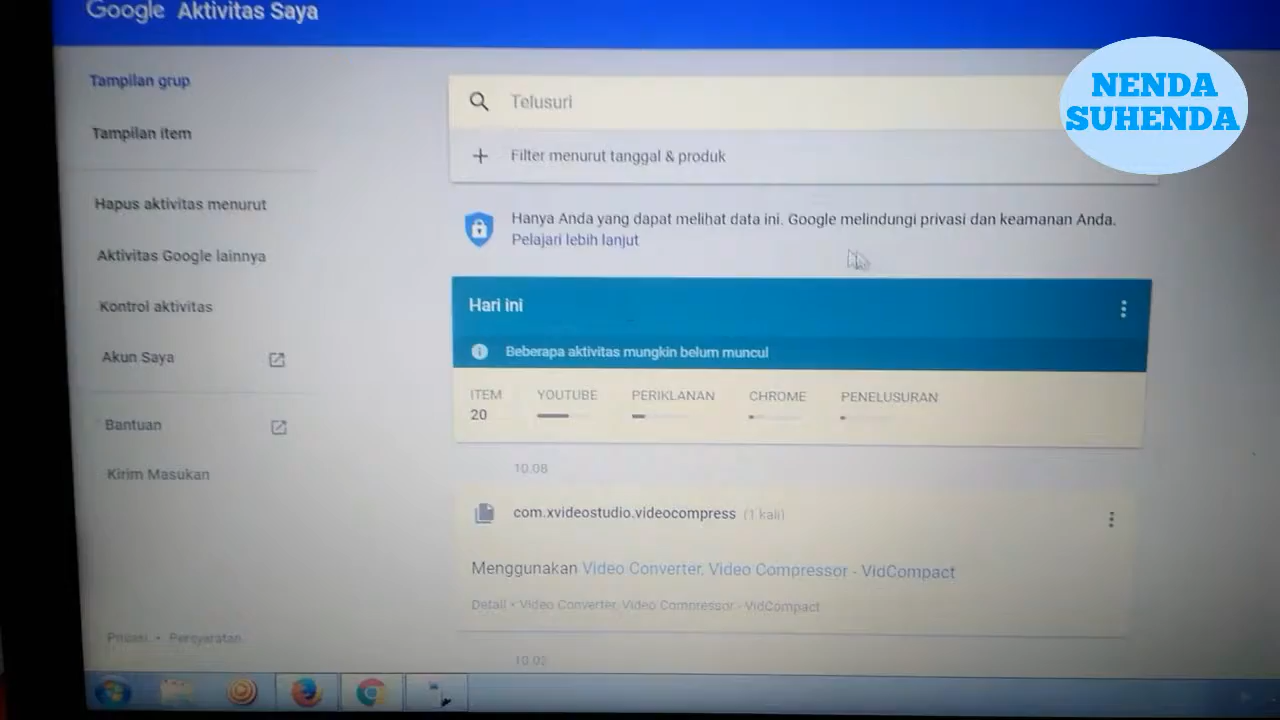 Google Aktivitas Saya
NENDA
SUHENDA
Tampilan grup
Tampilan item
Hapus aktivitas menurut
Aktivitas Google lainnya
Kontrol aktivitas
Akun Saya
Bantuan
Kirim Masukan
Privasi • Persyaratan
Telusuri
Filter menurut tanggal & produk
Hanya Anda yang dapat melihat data ini. Google melindungi privasi dan keamanan Anda.
Pelajari lebih lanjut
Hari ini
Beberapa aktivitas mungkin belum muncul
ITEM YOUTUBE PERIKLANAN CHROME PENELUSURAN
20
10.08
com.xvideostudio.videocompress (1 kali)
Menggunakan Video Converter, Video Compressor - VidCompact
Detail • Video Converter, Video Compressor - VidCompact
10.02